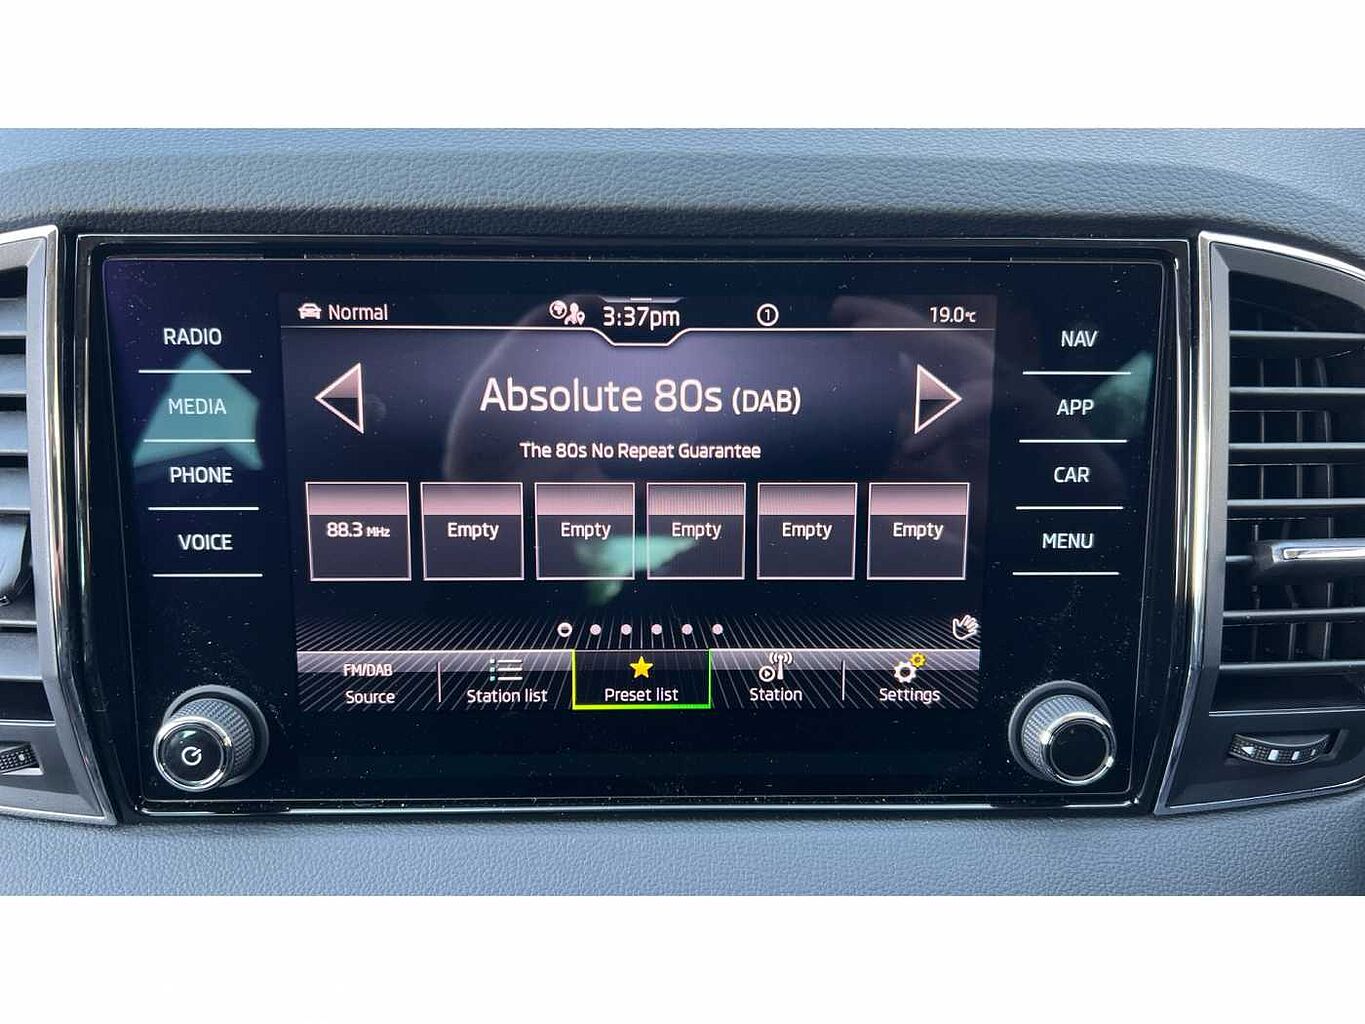 Normal
3:37pm
1
19.0°C
RADIO
MEDIA
PHONE
VOICE
Absolute 80s (DAB)
The 80s No Repeat Guarantee
88.3 MHz
Empty
Empty
Empty
Empty
Empty
FM/DAB
Source
Station list
Preset list
Station
Settings
NAV
APP
CAR
MENU